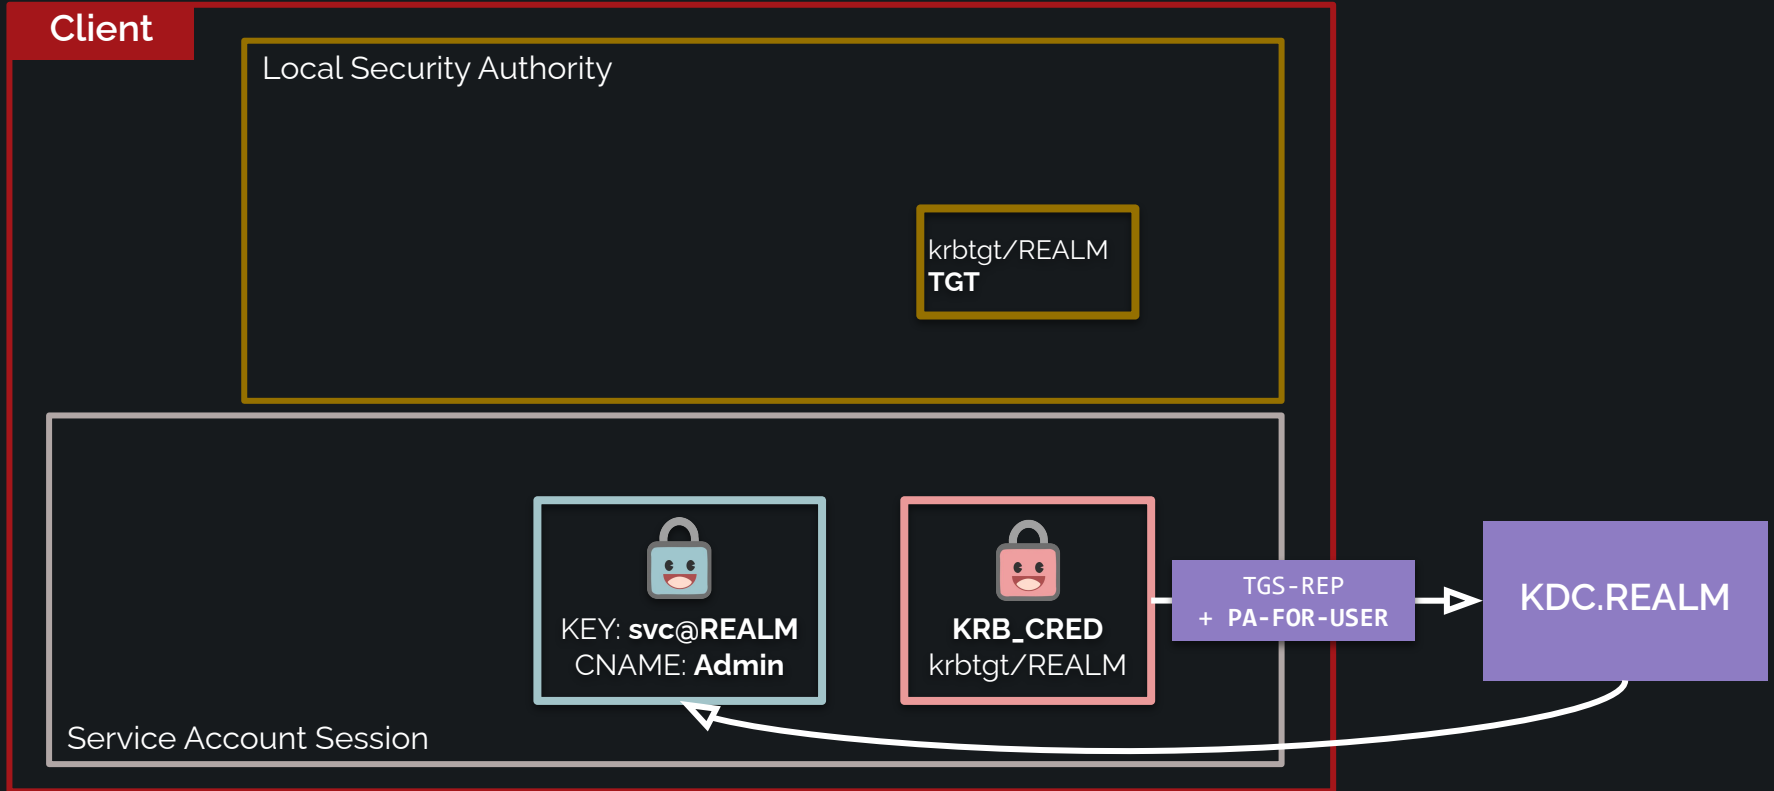 Client
Local Security Authority
krbtgt/REALM
TGT
KEY: svc@REALM
CNAME: Admin
KRB_CRED
krbtgt/REALM
TGS-REP
+ PA-FOR-USER
KDC.REALM
Service Account Session